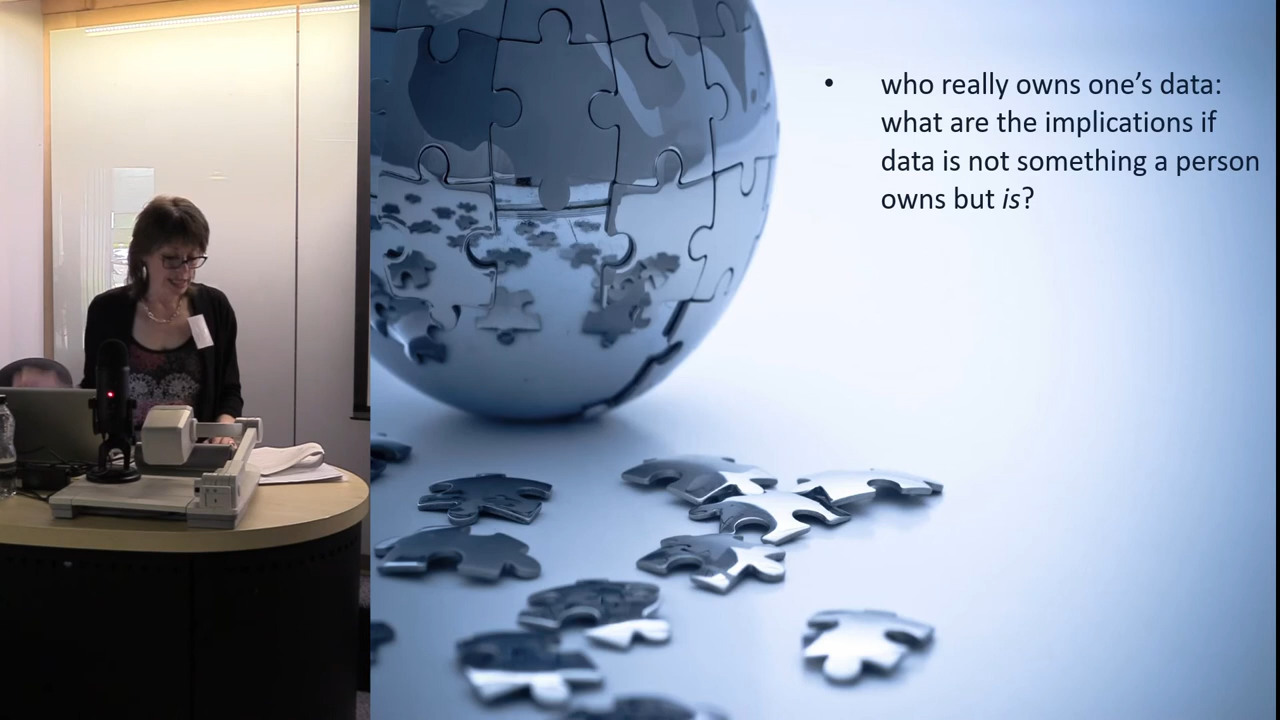 • who really owns one’s data:
what are the implications if
data is not something a person
owns but is?